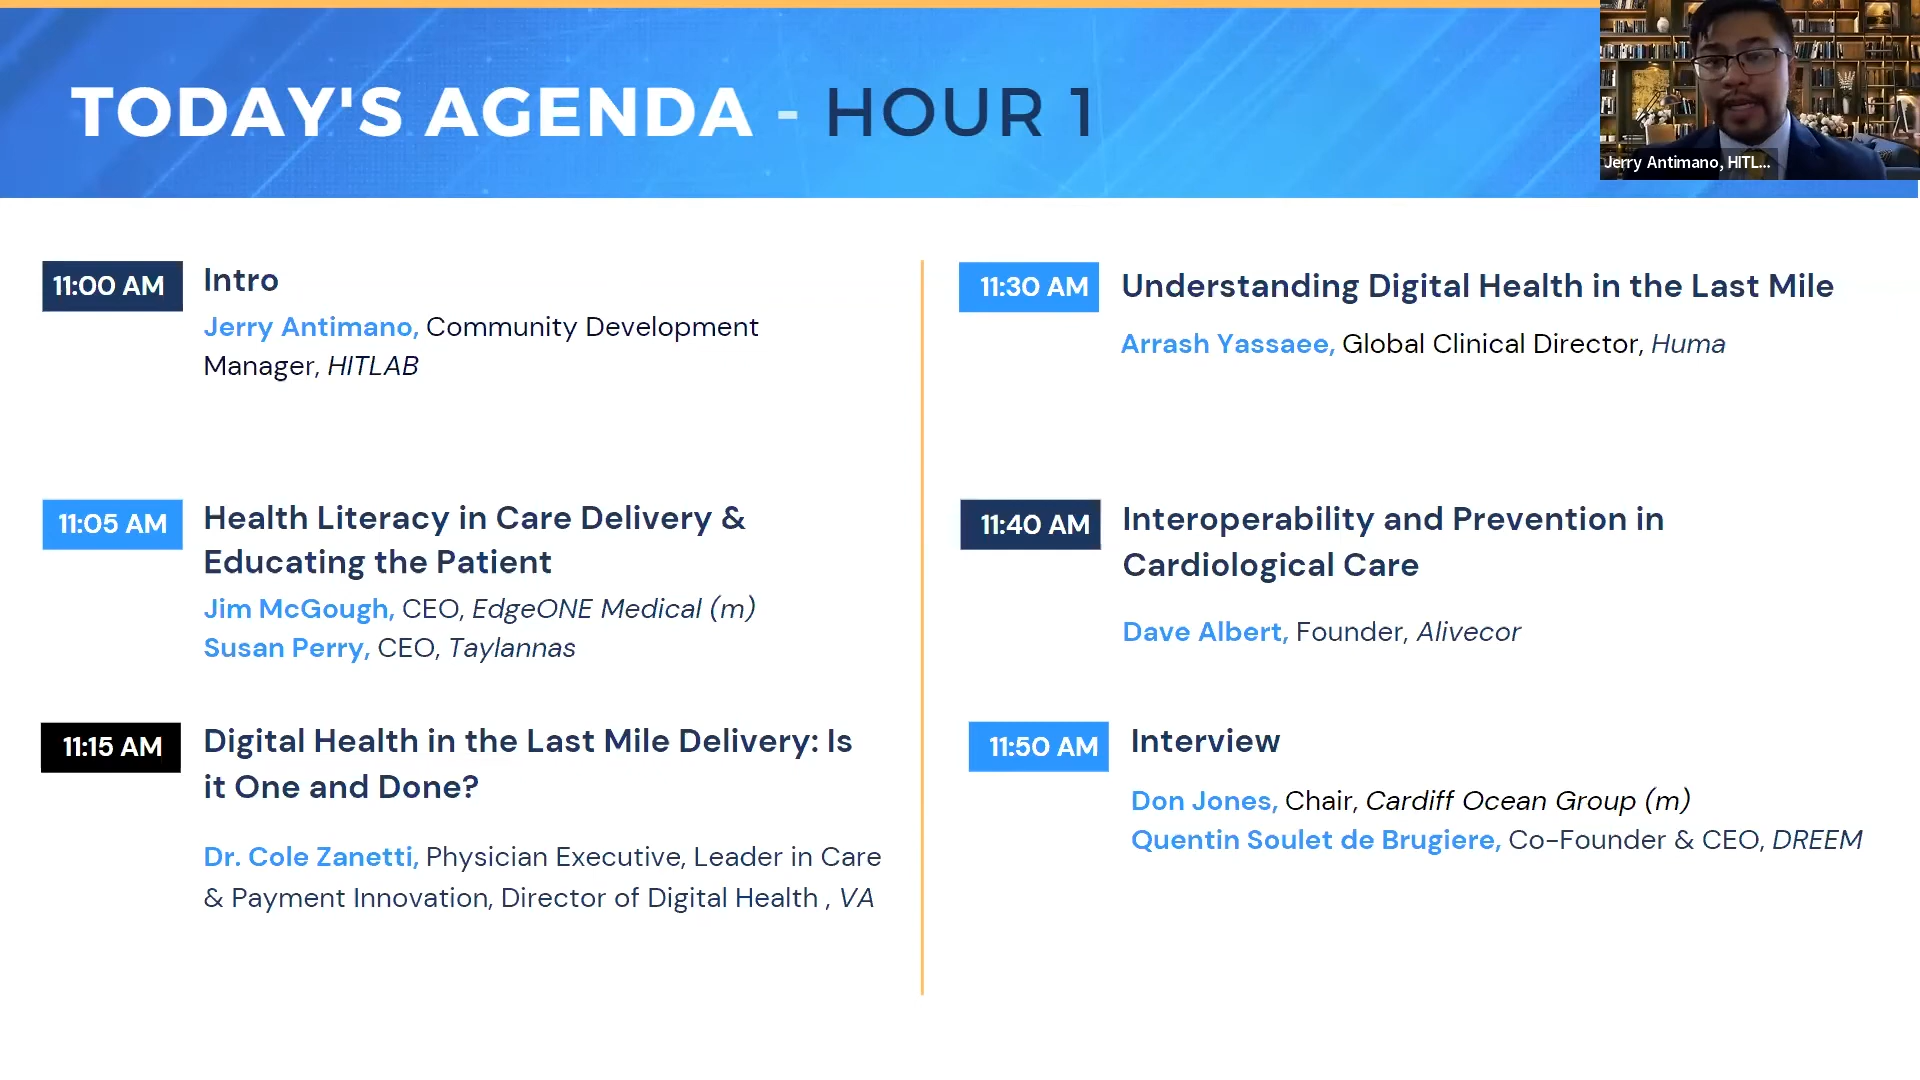 TODAY'S AGENDA - HOUR 1
Jerry Antimano, HITL...
11:00 AM
Intro
Jerry Antimano, Community Development
Manager, HITLAB
11:05 AM
Health Literacy in Care Delivery &
Educating the Patient
Jim McGough, CEO, EdgeONE Medical (m)
Susan Perry, CEO, Taylannas
11:15 AM
Digital Health in the Last Mile Delivery: Is
it One and Done?
Dr. Cole Zanetti, Physician Executive, Leader in Care
& Payment Innovation, Director of Digital Health , VA
11:30 AM
Understanding Digital Health in the Last Mile
Arrash Yassaee, Global Clinical Director, Huma
11:40 AM
Interoperability and Prevention in
Cardiological Care
Dave Albert, Founder, Alivecor
11:50 AM
Interview
Don Jones, Chair, Cardiff Ocean Group (m)
Quentin Soulet de Brugiere, Co-Founder & CEO, DREEM